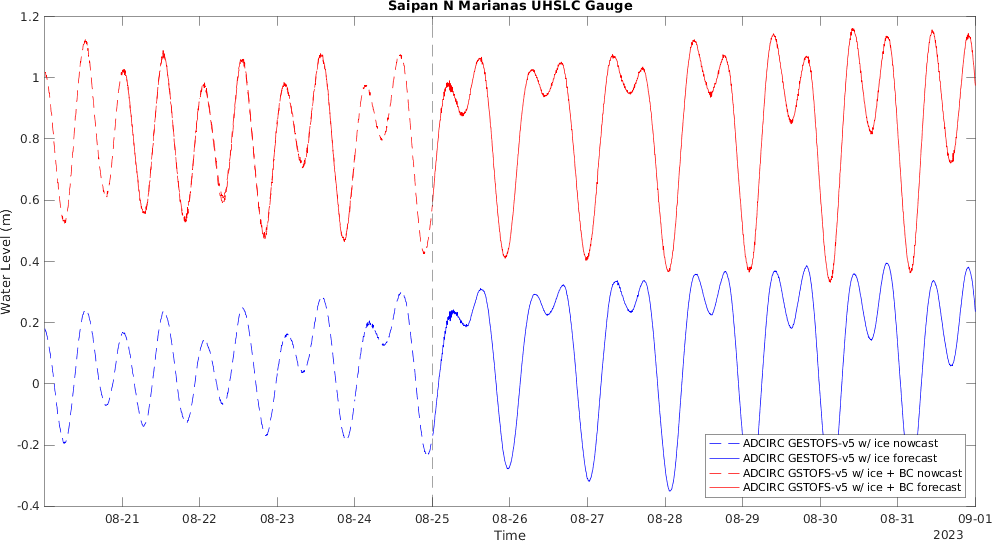 Saipan N Marianas UHSLC Gauge
Water Level (m)
1.2
1
0.8
0.6
0.4
0.2
0
-0.2
-0.4
ADCIRC GESTOFS-v5 w/ ice nowcast
ADCIRC GESTOFS-v5 w/ ice forecast
ADCIRC GSTOFS-v5 w/ ice + BC nowcast
ADCIRC GSTOFS-v5 w/ ice + BC forecast
08-21 08-22 08-23 08-24 08-25 08-26 08-27 08-28 08-29 08-30 08-31 09-01
Time
2023